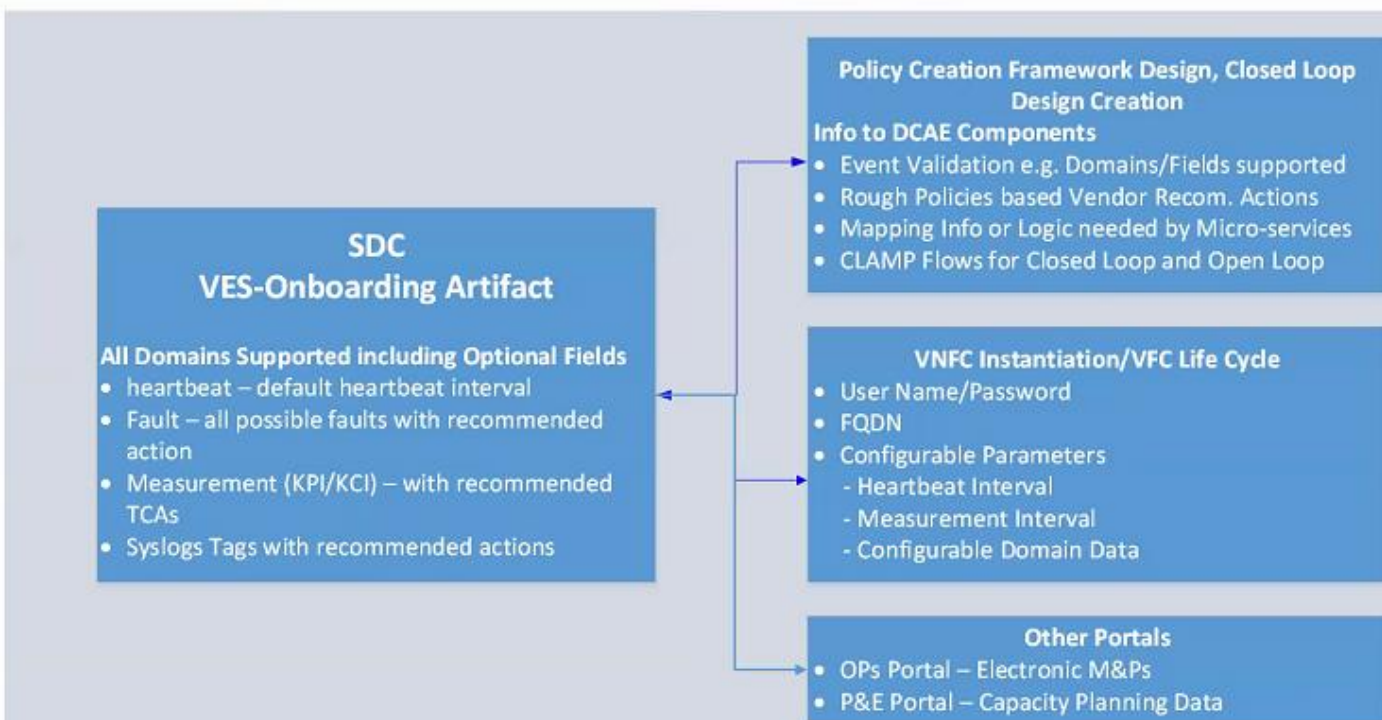 SDC
VES-Onboarding Artifact
All Domains Supported including Optional Fields
• heartbeat – default heartbeat interval
• Fault – all possible faults with recommended
action
• Measurement (KPI/KCI) – with recommended
TCAs
• Syslogs Tags with recommended actions
Policy Creation Framework Design, Closed Loop
Design Creation
Info to DCAE Components
• Event Validation e.g. Domains/Fields supported
• Rough Policies based Vendor Recom. Actions
• Mapping Info or Logic needed by Micro-services
• CLAMP Flows for Closed Loop and Open Loop
VNFC Instantiation/VFC Life Cycle
• User Name/Password
• FQDN
• Configurable Parameters
- Heartbeat Interval
- Measurement Interval
- Configurable Domain Data
Other Portals
• OPs Portal – Electronic M&Ps
• P&E Portal – Capacity Planning Data